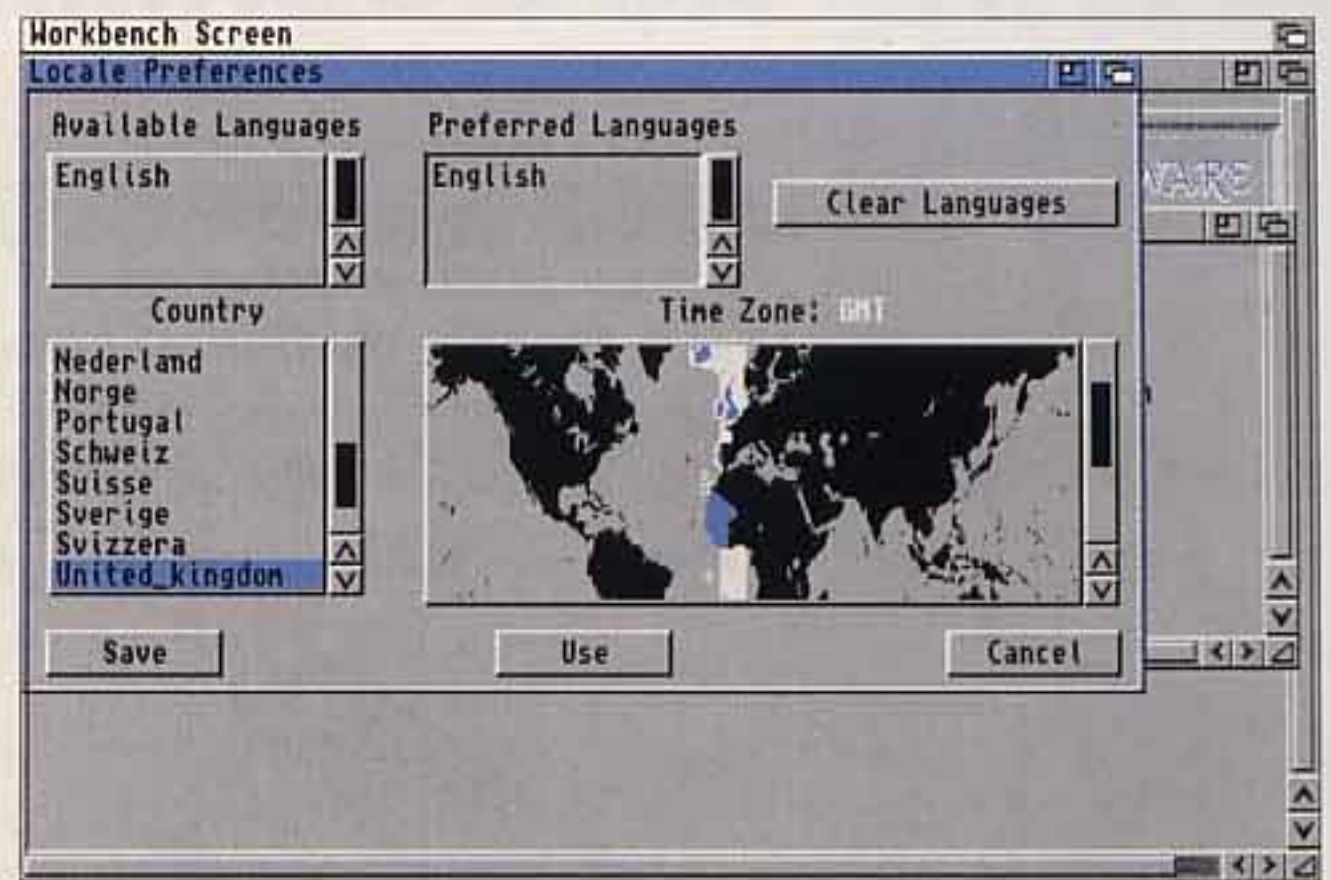 Workbench Screen
Locale Preferences
Available Languages
Preferred Languages
English
English
Clear Languages
Country
Time Zone: GMT
Nederland
Norge
Portugal
Schweiz
Suisse
Sverige
Svizzera
United_kingdom
Save
Use
Cancel